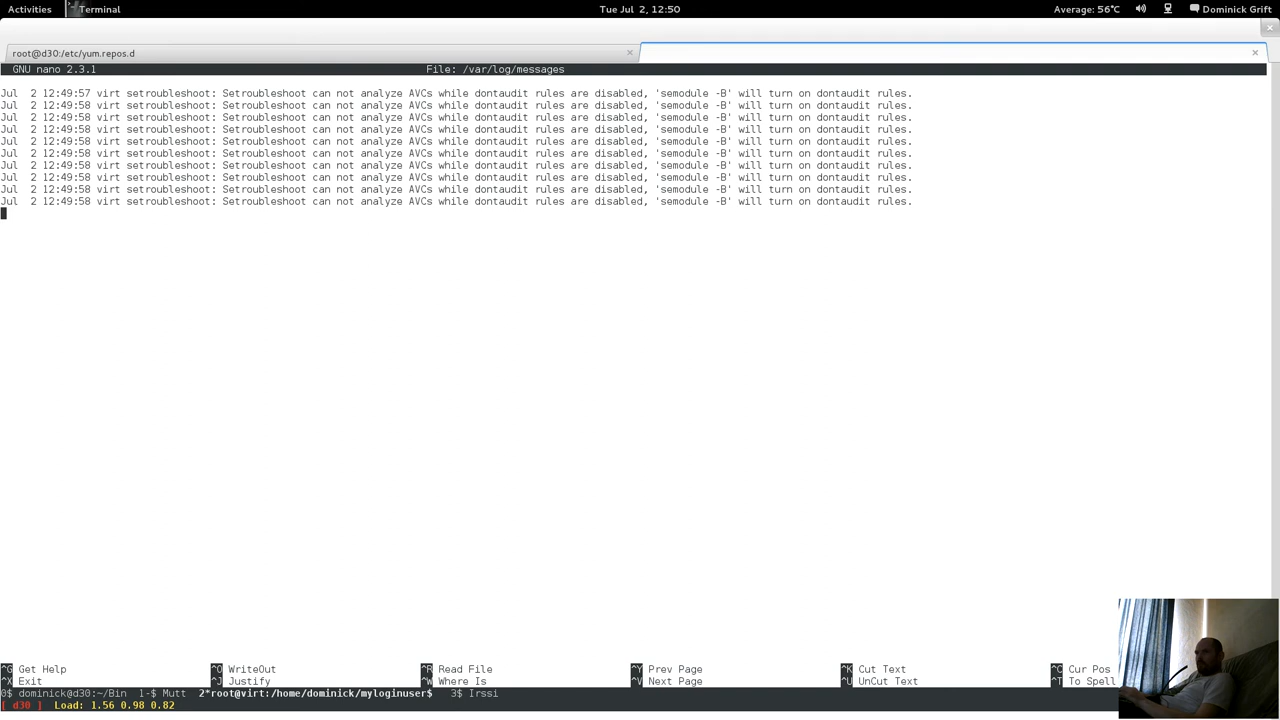 Activities Terminal Tue Jul 2, 12:50 Average: 56°C Dominick Grift
root@d30:/etc/yum.repos.d
GNU nano 2.3.1 File: /var/log/messages
Jul 2 12:49:57 virt setroubleshoot: Setroubleshoot can not analyze AVCs while dontaudit rules are disabled, 'semodule -B' will turn on dontaudit rules.
Jul 2 12:49:58 virt setroubleshoot: Setroubleshoot can not analyze AVCs while dontaudit rules are disabled, 'semodule -B' will turn on dontaudit rules.
Jul 2 12:49:58 virt setroubleshoot: Setroubleshoot can not analyze AVCs while dontaudit rules are disabled, 'semodule -B' will turn on dontaudit rules.
Jul 2 12:49:58 virt setroubleshoot: Setroubleshoot can not analyze AVCs while dontaudit rules are disabled, 'semodule -B' will turn on dontaudit rules.
Jul 2 12:49:58 virt setroubleshoot: Setroubleshoot can not analyze AVCs while dontaudit rules are disabled, 'semodule -B' will turn on dontaudit rules.
Jul 2 12:49:58 virt setroubleshoot: Setroubleshoot can not analyze AVCs while dontaudit rules are disabled, 'semodule -B' will turn on dontaudit rules.
Jul 2 12:49:58 virt setroubleshoot: Setroubleshoot can not analyze AVCs while dontaudit rules are disabled, 'semodule -B' will turn on dontaudit rules.
Jul 2 12:49:58 virt setroubleshoot: Setroubleshoot can not analyze AVCs while dontaudit rules are disabled, 'semodule -B' will turn on dontaudit rules.
Jul 2 12:49:58 virt setroubleshoot: Setroubleshoot can not analyze AVCs while dontaudit rules are disabled, 'semodule -B' will turn on dontaudit rules.
Jul 2 12:49:58 virt setroubleshoot: Setroubleshoot can not analyze AVCs while dontaudit rules are disabled, 'semodule -B' will turn on dontaudit rules.
^G Get Help ^O WriteOut ^R Read File ^Y Prev Page ^K Cut Text ^C Cur Pos
^X Exit ^J Justify ^W Where Is ^V Next Page ^U UnCut Text ^T To Spell
0$ dominick@d30:~/Bin 1-$ Mutt 2*root@virt:/home/dominick/myloginuser$ 3$ Irssi
[ d30 ] Load: 1.56 0.98 0.82